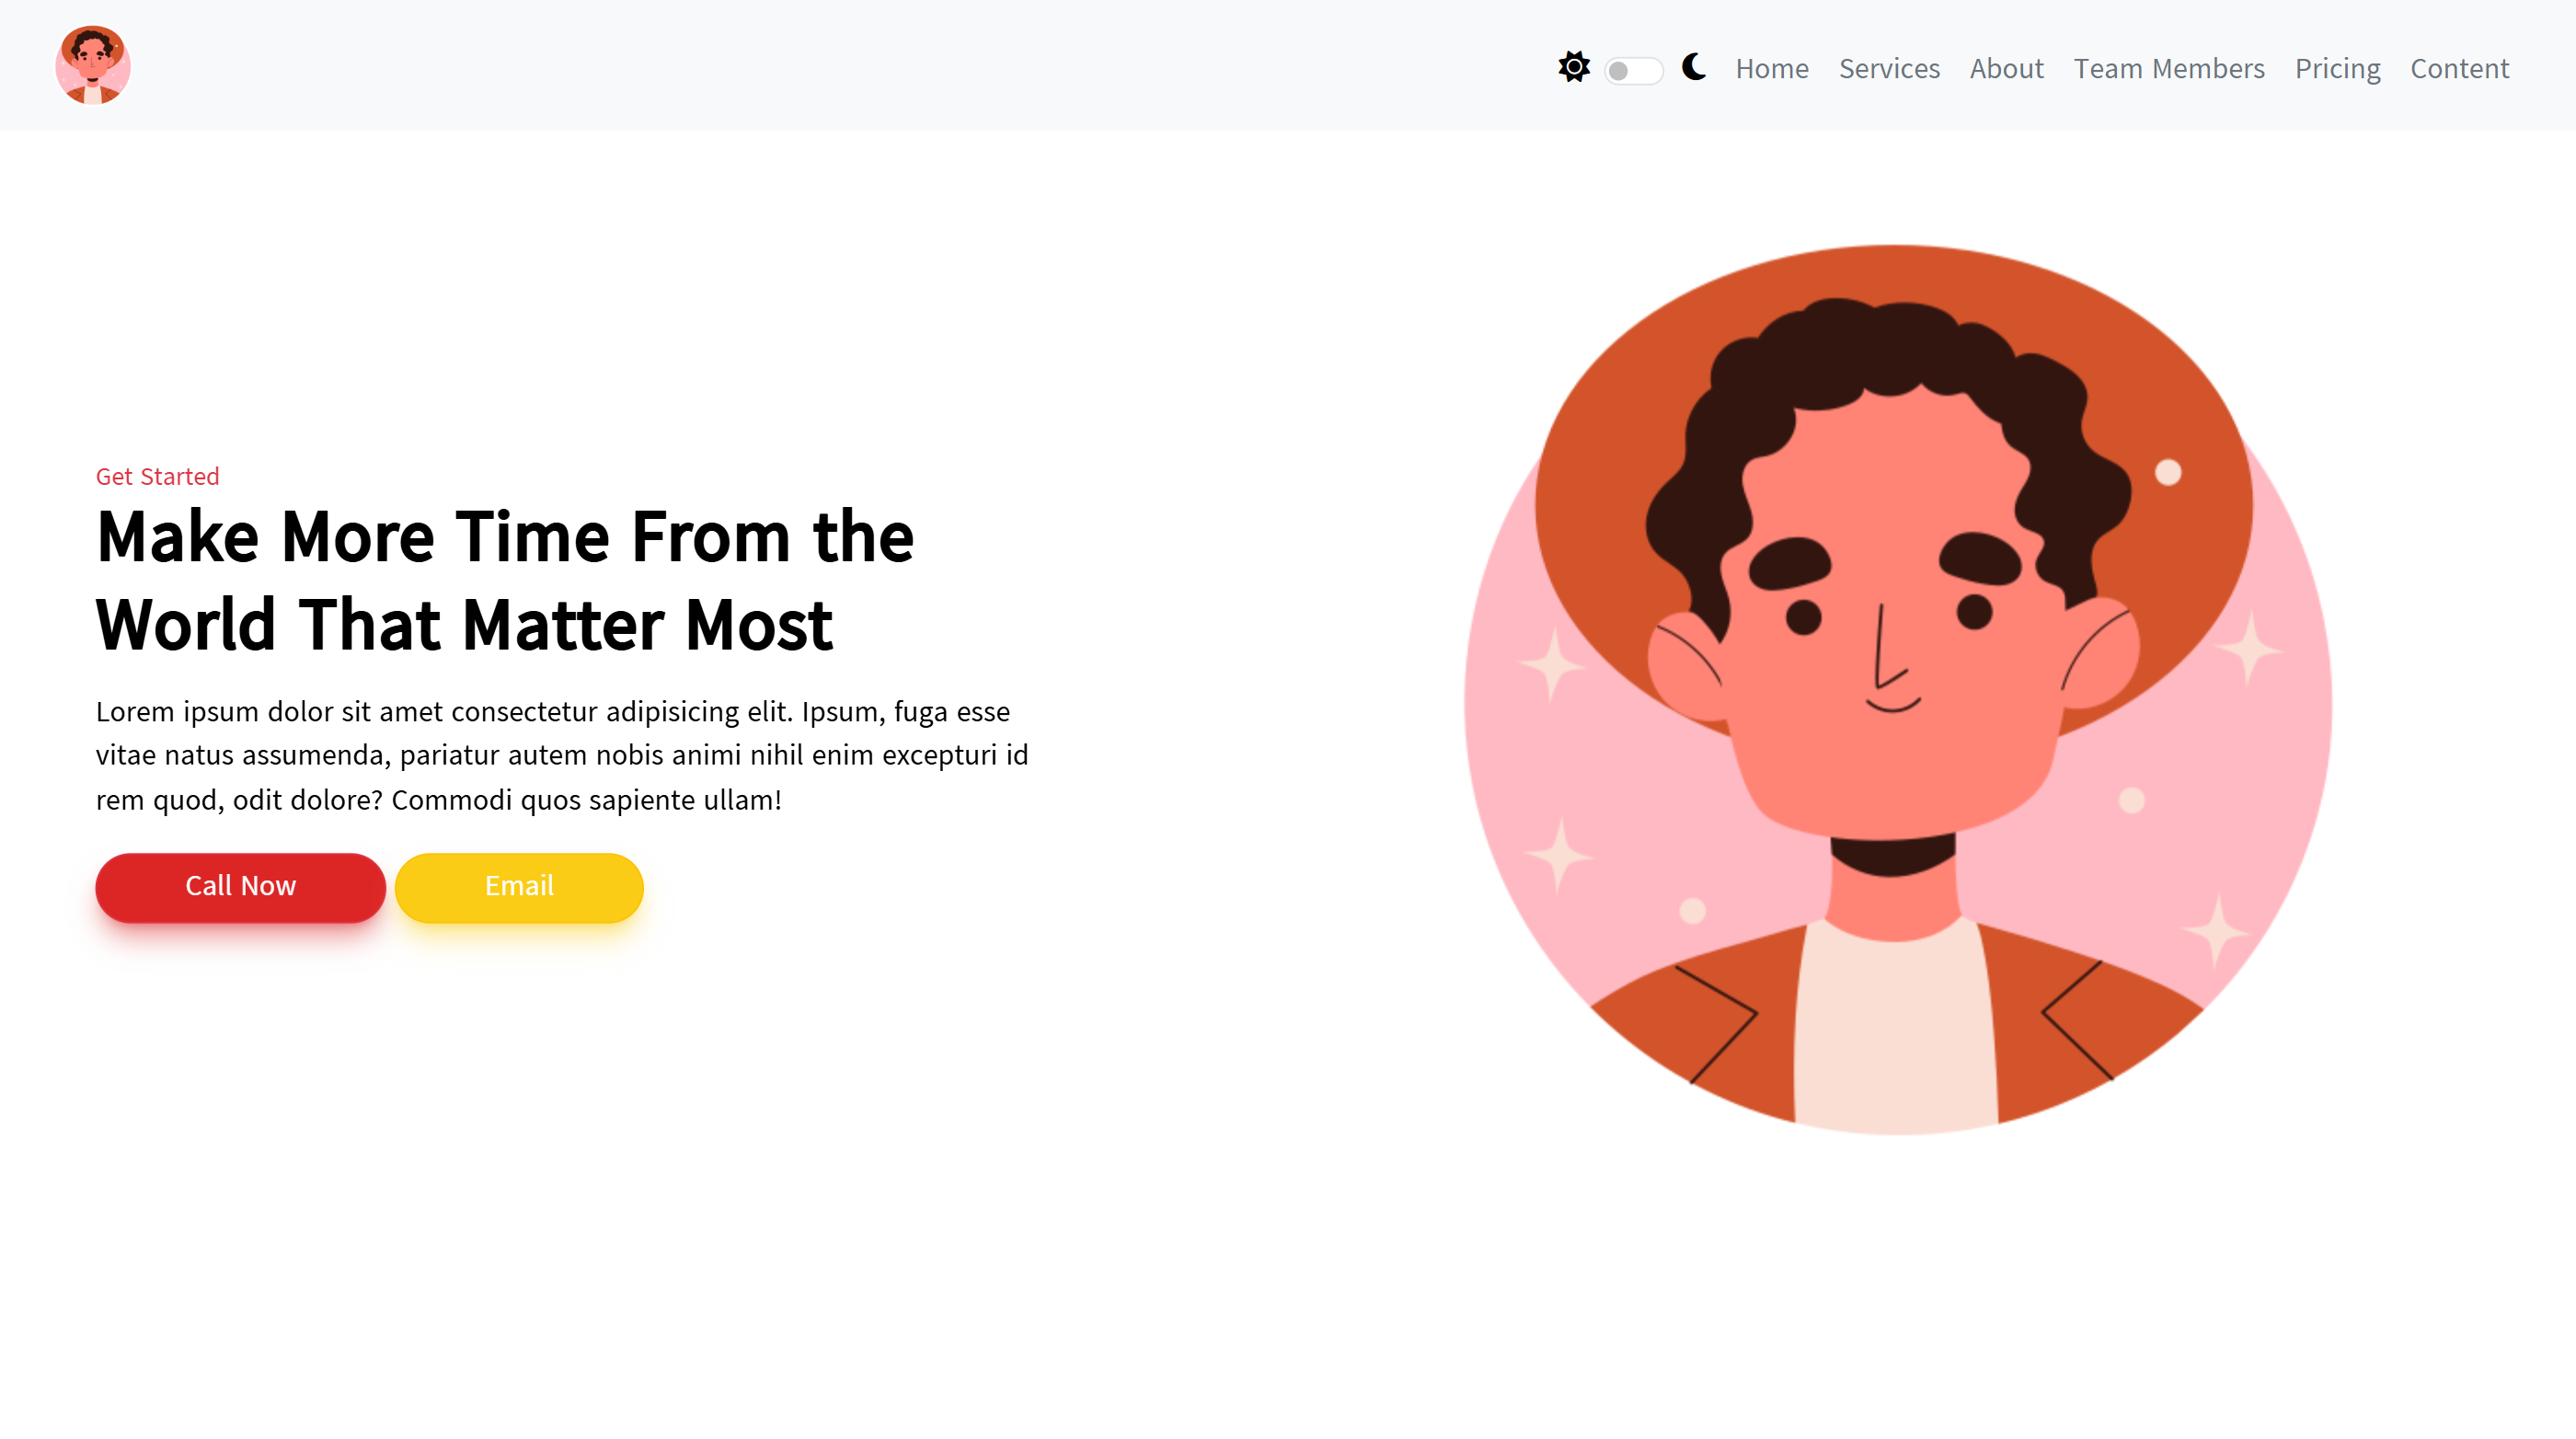 Home Services About Team Members Pricing Content
Get Started
Make More Time From the
World That Matter Most
Lorem ipsum dolor sit amet consectetur adipisicing elit. Ipsum, fuga esse
vitae natus assumenda, pariatur autem nobis animi nihil enim excepturi id
rem quod, odit dolore? Commodi quos sapiente ullam!
Call Now Email